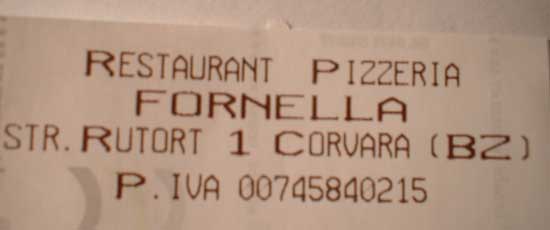 RESTAURANT PIZZERIA
FORNELLA
STR. RUTORT 1 CORVARA (BZ)
P.IVA 00745840215